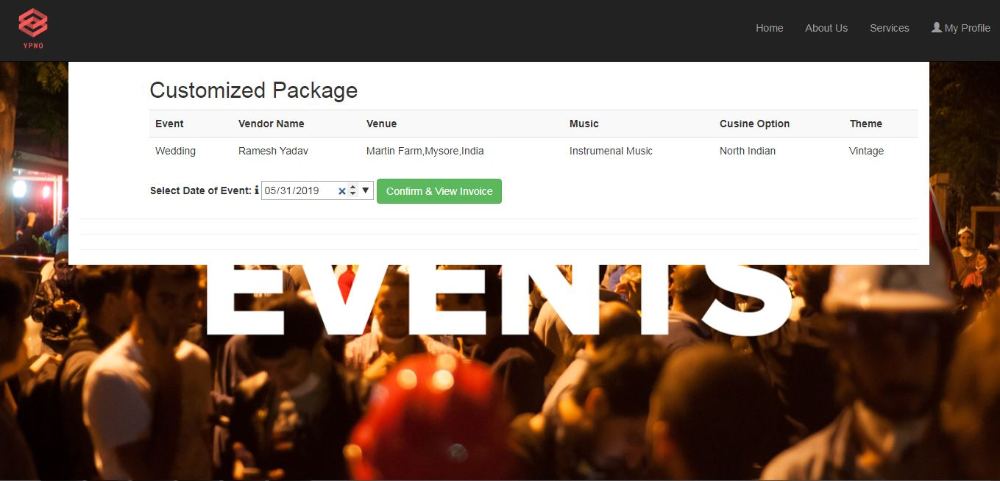 YPWO
Home About Us Services My Profile
Customized Package
Event Vendor Name Venue Music Cusine Option Theme
Wedding Ramesh Yadav Martin Farm,Mysore,India Instrumenal Music North Indian Vintage
Select Date of Event: i 05/31/2019 Confirm & View Invoice
EVENTS